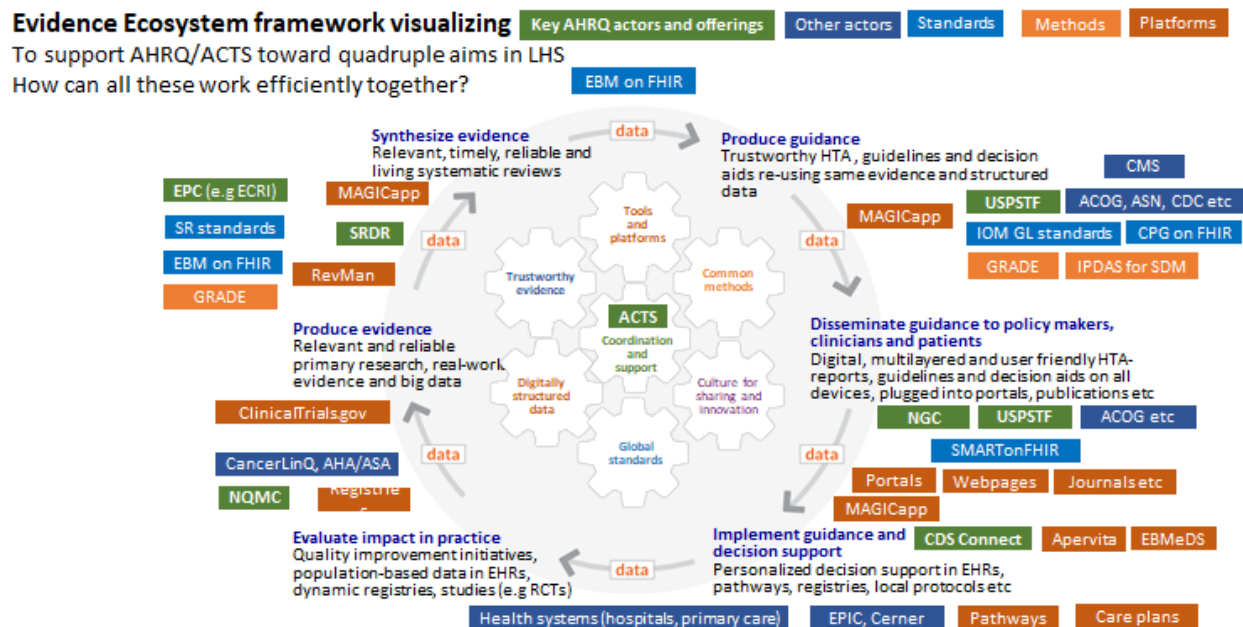 Evidence Ecosystem framework visualizing
Key AHRQ actors and offerings
Other actors
Standards
Methods
Platforms
To support AHRQ/ACTS toward quadruple aims in LHS
How can all these work efficiently together?
EBM on FHIR
data
Synthesize evidence
Relevant, timely, reliable and
living systematic reviews
EPC (e.g ECRI)
MAGICapp
SR standards
SRDR
EBM on FHIR
RevMan
GRADE
data
Produce guidance
Trustworthy HTA , guidelines and decision
aids re-using same evidence and structured
data
CMS
MAGICapp
USPSTF
ACOG, ASN, CDC etc
IOM GL standards
CPG on FHIR
GRADE
IPDAS for SDM
data
Tools
and
platforms
Trustworthy
evidence
Common
methods
ACTS
Coordination
and
support
Digitally
structured
data
Culture for
sharing and
innovation
Global
standards
Produce evidence
Relevant and reliable
primary research, real-work
evidence and big data
ClinicalTrials.gov
CancerLinQ, AHA/ASA
NQMC
Registrie
data
Disseminate guidance to policy makers,
clinicians and patients
Digital, multilayered and user friendly HTA-
reports, guidelines and decision aids on all
devices, plugged into portals, publications etc
NGC
USPSTF
ACOG etc
SMARTonFHIR
Portals
Webpages
Journals etc
MAGICapp
data
Evaluate impact in practice
Quality improvement initiatives,
population-based data in EHRs,
dynamic registries, studies (e.g RCTs)
data
Implement guidance and
decision support
Personalized decision support in EHRs,
pathways, registries, local protocols etc
CDS Connect
Apervita
EBMeDS
Health systems (hospitals, primary care)
EPIC, Cerner
Pathways
Care plans